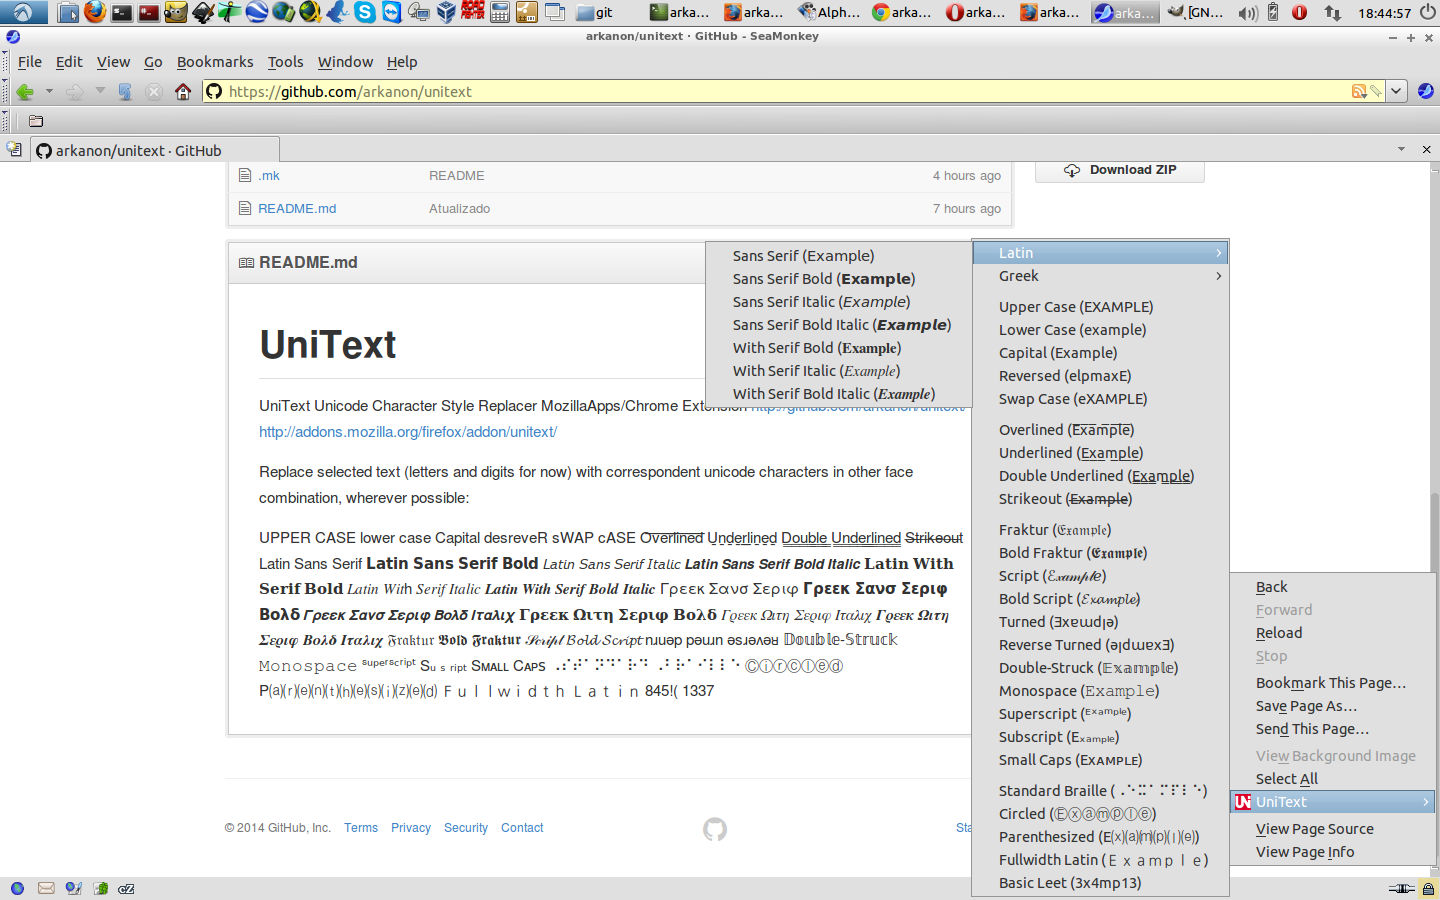 git
arka...
arka...
Alph...
arka...
arka...
arka...
arka...
[GN...
18:44:57
arkanon/unitext · GitHub - SeaMonkey
File Edit View Go Bookmarks Tools Window Help
https://github.com/arkanon/unitext
arkanon/unitext · GitHub
.mk README 4 hours ago
README.md Atualizado 7 hours ago
Download ZIP
README.md
UniText
UniText Unicode Character Style Replacer MozillaApps/Chrome Extension http://github.com/arkanon/unitext
http://addons.mozilla.org/firefox/addon/unitext/
Replace selected text (letters and digits for now) with correspondent unicode characters in other face
combination, wherever possible:
UPPER CASE lower case Capital desreveR sWAP cASE Overlined Underlined Double Underlined Strikeout
Latin Sans Serif Latin Sans Serif Bold Latin Sans Serif Italic Latin Sans Serif Bold Italic Latin With
Serif Bold Latin With Serif Italic Latin With Serif Bold Italic Γρεεκ Σανσ Σεριφ Γρεεκ Σανσ Σεριφ
Βολδ Γρεεκ Σανσ Σεριφ Βολδ Ιταλιχ Γρεεκ Ωιτη Σεριφ Βολδ Γρεεκ Ωιτη Σεριφ Ιταλιχ Γρεεκ Ωιτη
Σεριφ Βολδ Ιταλιχ 𝔉𝔯𝔞𝔨𝔱𝔲𝔯 𝕭𝖔𝖑𝖉 𝕱𝖗𝖆𝖐𝖙𝖚𝖗 𝒮𝒸𝓇𝒾𝓅𝓉 𝓑𝓸𝓵𝓭 𝓢𝓬𝓻𝓲𝓹𝓽 𝔻𝕠𝕦𝕓𝕝𝕖-𝕊𝕥𝕣𝕦𝕔𝕜
𝙼𝚘𝚗𝚘𝚜𝚙𝚊𝚌𝚎 ˢᵘᵖᵉʳˢᶜʳⁱᵖᵗ Sᵤ ₛ ᵣᵢₚₜ Sᴍᴀʟʟ Cᴀᴘs Ⓒⓘⓡⓒⓛⓔⓓ
P⒜⒭⒠⒩⒯⒣⒠⒮⒤⒵⒠⒟ Ｆｕｌｌｗｉｄｔｈ Ｌａｔｉｎ 845!( 1337
© 2014 GitHub, Inc. Terms Privacy Security Contact Sta
Sans Serif (Example)
Sans Serif Bold (Example)
Sans Serif Italic (Example)
Sans Serif Bold Italic (Example)
With Serif Bold (Example)
With Serif Italic (Example)
With Serif Bold Italic (Example)
Latin
Greek
Upper Case (EXAMPLE)
Lower Case (example)
Capital (Example)
Reversed (elpmaxE)
Swap Case (eXAMPLE)
Overlined (Example)
Underlined (Example)
Double Underlined (Example)
Strikeout (Example)
Fraktur (𝔈𝔵𝔞𝔪𝔭𝔩𝔢)
Bold Fraktur (𝕰𝖝𝖆𝖒𝖕𝖑𝖊)
Script (ℰ𝓍𝒶𝓂𝓅𝓁ℯ)
Bold Script (𝓔𝔁𝓪𝓶𝓹𝓵𝓮)
Turned (Ǝxɐɯdꞁǝ)
Reverse Turned (ǝꞁdɯɐxƎ)
Double-Struck (𝔼𝕩𝕒𝕞𝕡𝕝𝕖)
Monospace (𝙴𝚡𝚊𝚖𝚙𝚕𝚎)
Superscript (ᴱˣᵃᵐᵖˡᵉ)
Subscript (Eₓₐₘₚₗₑ)
Small Caps (Exᴀᴍᴘʟᴇ)
Standard Braille (⠠⠑⠭⠁⠍⠏⠇⠑)
Circled (Ⓔⓧⓐⓜⓟⓛⓔ)
Parenthesized (E⒳⒜⒨⒫⒧⒠)
Fullwidth Latin (Ｅｘａｍｐｌｅ)
Basic Leet (3x4mp13)
Back
Forward
Reload
Stop
Bookmark This Page...
Save Page As...
Send This Page...
View Background Image
Select All
UniText
View Page Source
View Page Info